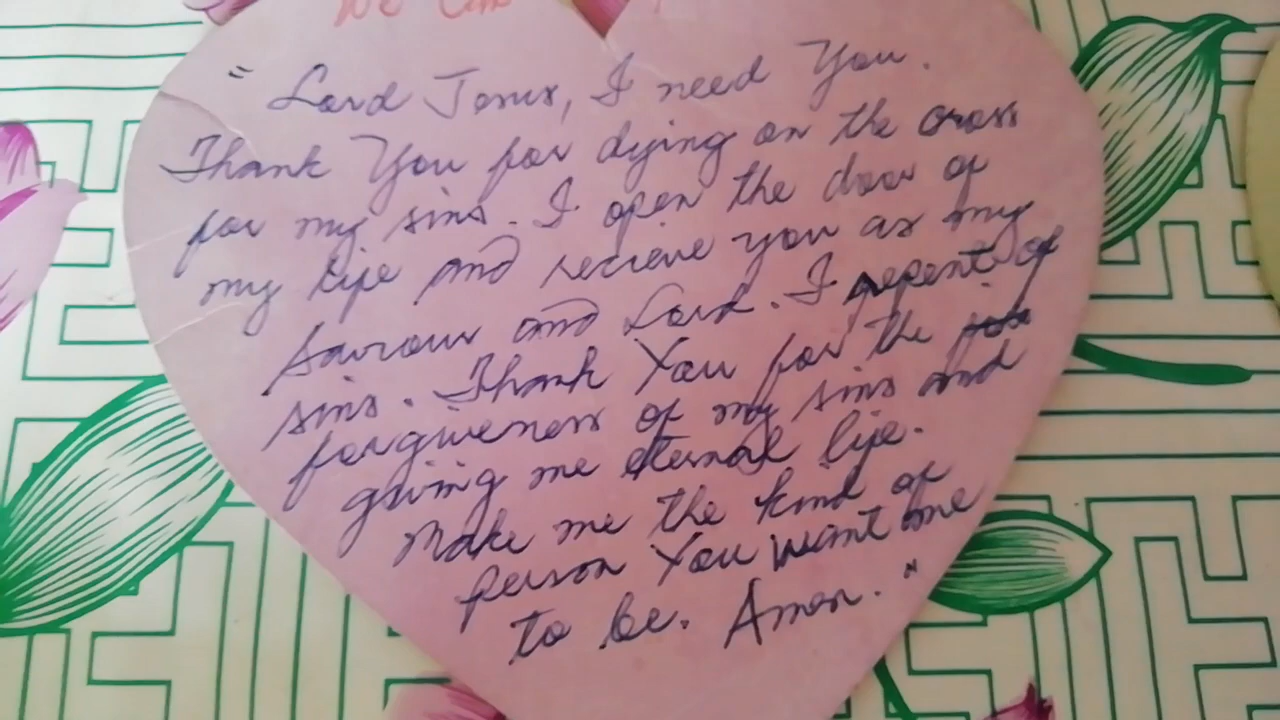 We Can
" Lord Jesus, I need You.
Thank You for dying on the cross
for my sins. I open the door of
my life and recieve you as my
Saviour and Lord. I repent of
sins. Thank You for the
forgiveness of my sins and
giving me eternal life.
Make me the kind of
person You want me
to be. Amen."